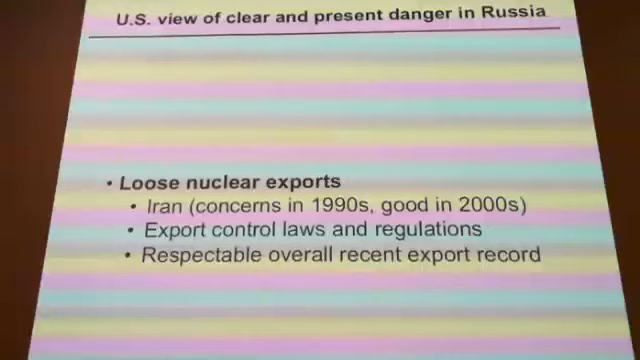 U.S. view of clear and present danger in Russia
• Loose nuclear exports
• Iran (concerns in 1990s, good in 2000s)
• Export control laws and regulations
• Respectable overall recent export record